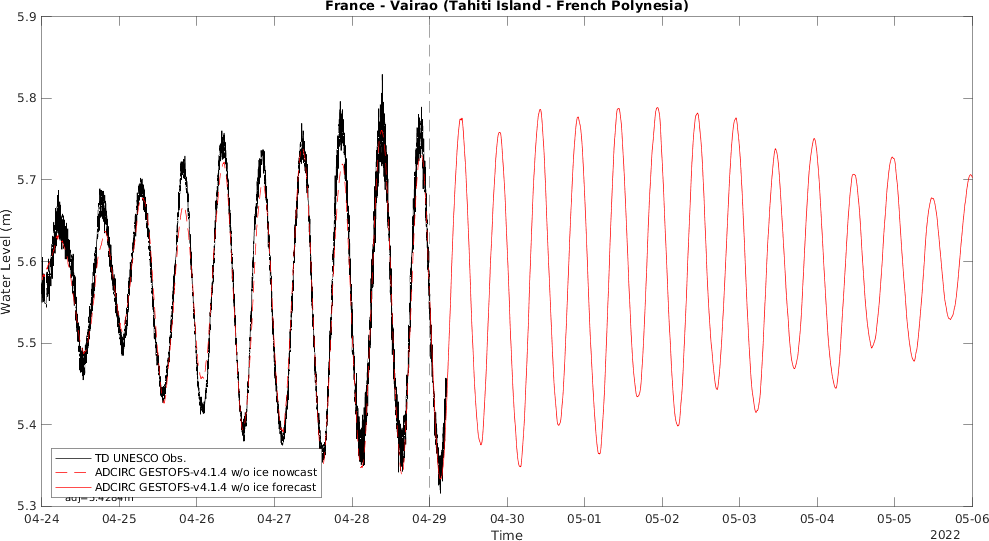 France - Vairao (Tahiti Island - French Polynesia)
5.9
5.8
5.7
5.6
5.5
5.4
5.3
Water Level (m)
TD UNESCO Obs.
ADCIRC GESTOFS-v4.1.4 w/o ice nowcast
ADCIRC GESTOFS-v4.1.4 w/o ice forecast
04-24 04-25 04-26 04-27 04-28 04-29 04-30 05-01 05-02 05-03 05-04 05-05 05-06
Time
2022